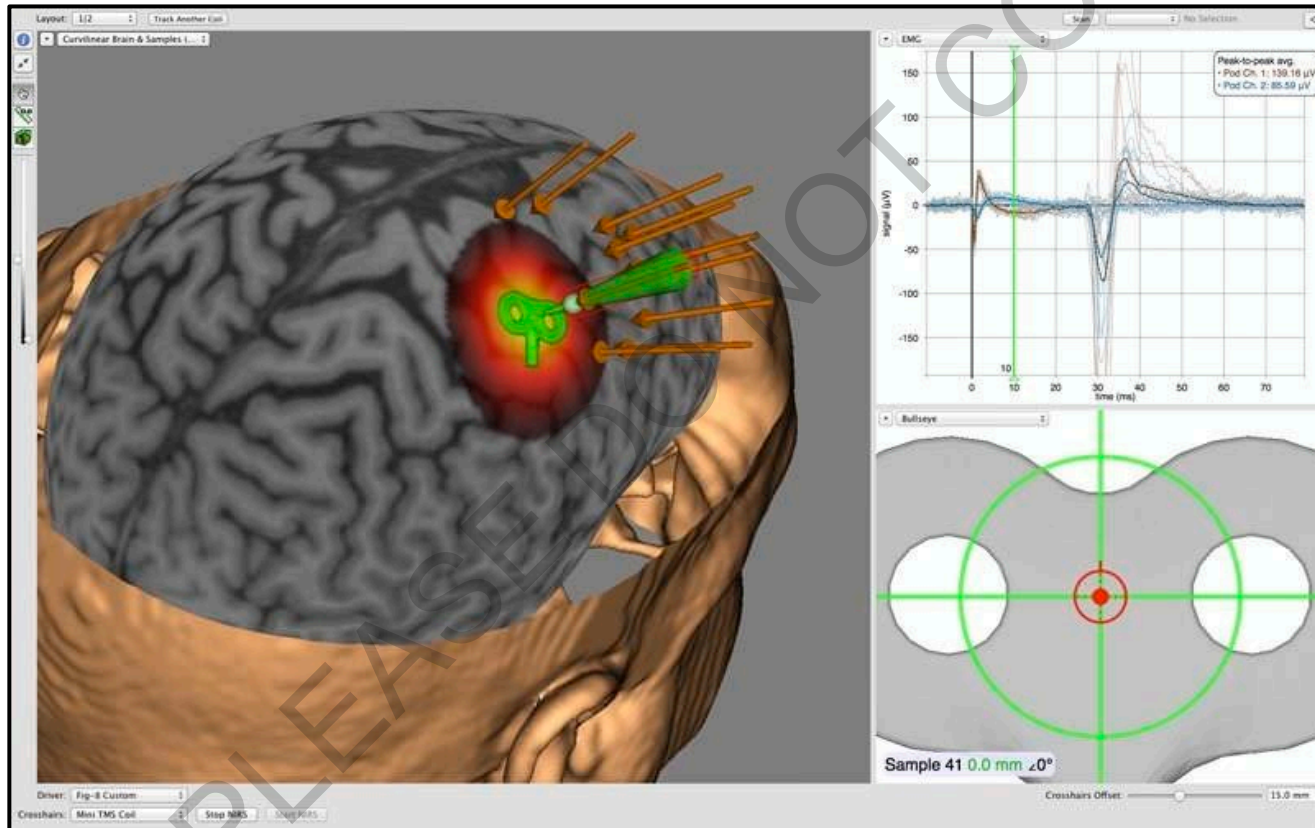 Layout: 1/2 Track Another Coil
Scan No Selection
Curvilinear Brain & Samples (...
EMG
Peak-to-peak avg.
• Pod Ch. 1: 139.16 µV
• Pod Ch. 2: 85.59 µV
150
100
50
0
-50
-100
-150
signal (µV)
10
0 10 20 30 40 50 60 70
time (ms)
Bullseye
Sample 41 0.0 mm ∠0°
Driver: Fig-8 Custom
Crosshairs Offset: 15.0 mm
Crosshairs: Mini TMS Coil Stop NIRS Start NIRS
PLEASE DO NOT CO